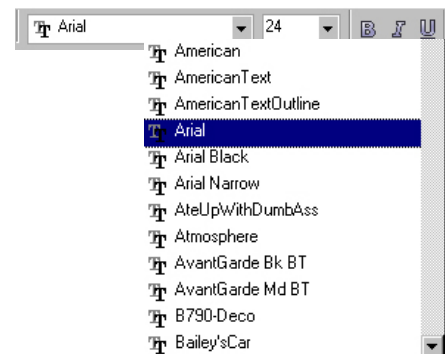 Arial 24 B I U
American
AmericanText
AmericanTextOutline
Arial
Arial Black
Arial Narrow
AteUpWithDumbAss
Atmosphere
AvantGarde Bk BT
AvantGarde Md BT
B790-Deco
Bailey'sCar